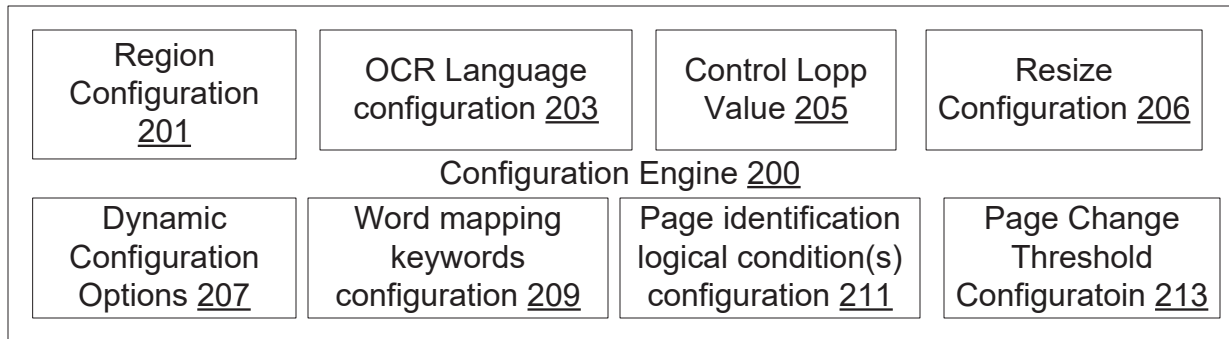 Region
Configuration
201
OCR Language
configuration 203
Control Lopp
Value 205
Resize
Configuration 206
Configuration Engine 200
Dynamic
Configuration
Options 207
Word mapping
keywords
configuration 209
Page identification
logical condition(s)
configuration 211
Page Change
Threshold
Configuratoin 213